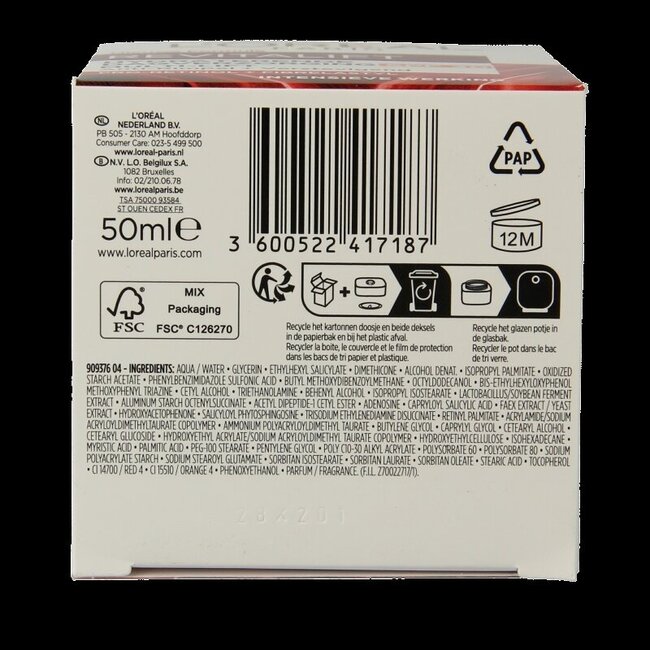 INTENSIEVE WERKING
NL
L'ORÉAL
NEDERLAND B.V.
PB 505 - 2130 AM Hoofddorp
Consumer Care: 023-5 499 500
www.loreal-paris.nl
B N.V. L.O. Belgilux S.A.
1082 Bruxelles
Info: 02/210.06.78
www.loreal-paris.be
TSA 75000 93584
ST OUEN CEDEX FR
50ml℮
www.lorealparis.com
3 600522 417187
PAP
12M
FSC
MIX
Packaging
FSC® C126270
+
Recycle het kartonnen doosje en beide deksels
in de papierbak en bij het plastic afval.
Recycler la boite, le couvercle et le film de protection
dans les bacs de tri papier et plastique.
Recycle het glazen potje in
de glasbak.
Recycler le pot dans le bac
de tri verre.
909376 04 - INGREDIENTS: AQUA / WATER • GLYCERIN • ETHYLHEXYL SALICYLATE • DIMETHICONE • ALCOHOL DENAT. • ISOPROPYL PALMITATE • OXIDIZED
STARCH ACETATE • PHENYLBENZIMIDAZOLE SULFONIC ACID • BUTYL METHOXYDIBENZOYLMETHANE • OCTYLDODECANOL • BIS-ETHYLHEXYLOXYPHENOL
METHOXYPHENYL TRIAZINE • CETYL ALCOHOL • TRIETHANOLAMINE • BEHENYL ALCOHOL • ISOPROPYL ISOSTEARATE • LACTOBACILLUS/SOYBEAN FERMENT
EXTRACT • ALUMINUM STARCH OCTENYLSUCCINATE • ACETYL DIPEPTIDE-1 CETYL ESTER • ADENOSINE • CAPRYLOYL SALICYLIC ACID • FAEX EXTRACT / YEAST
EXTRACT • HYDROXYACETOPHENONE • SALICYLOYL PHYTOSPHINGOSINE • TRISODIUM ETHYLENEDIAMINE DISUCCINATE • RETINYL PALMITATE • ACRYLAMIDE/SODIUM
ACRYLOYLDIMETHYLTAURATE COPOLYMER • AMMONIUM POLYACRYLOYLDIMETHYL TAURATE • BUTYLENE GLYCOL • CAPRYLYL GLYCOL • CETEARYL ALCOHOL •
CETEARYL GLUCOSIDE • HYDROXYETHYL ACRYLATE/SODIUM ACRYLOYLDIMETHYL TAURATE COPOLYMER • HYDROXYETHYLCELLULOSE • ISOHEXADECANE •
MYRISTIC ACID • PALMITIC ACID • PEG-100 STEARATE • PENTYLENE GLYCOL • POLY C10-30 ALKYL ACRYLATE • POLYSORBATE 60 • POLYSORBATE 80 • SODIUM
POLYACRYLATE STARCH • SODIUM STEAROYL GLUTAMATE • SORBITAN ISOSTEARATE • SORBITAN LAURATE • SORBITAN OLEATE • STEARIC ACID • TOCOPHEROL
• CI 14700 / RED 4 • CI 15510 / ORANGE 4 • PHENOXYETHANOL • PARFUM / FRAGRANCE. (F.I.L. Z70022717/1).
28X201